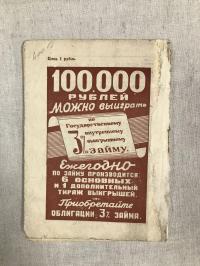 Цена 1 рубль
100.000
РУБЛЕЙ
МОЖНО выиграть
по
Государственному
3% внутреннему
выигрышному
займу.
Ежегодно
ПО ЗАЙМУ ПРОИЗВОДИТСЯ:
6 ОСНОВНЫХ
И 1 ДОПОЛНИТЕЛЬНЫЙ
ТИРАЖ ВЫИГРЫШЕЙ.
Приобретайте
ОБЛИГАЦИИ 3% ЗАЙМА.